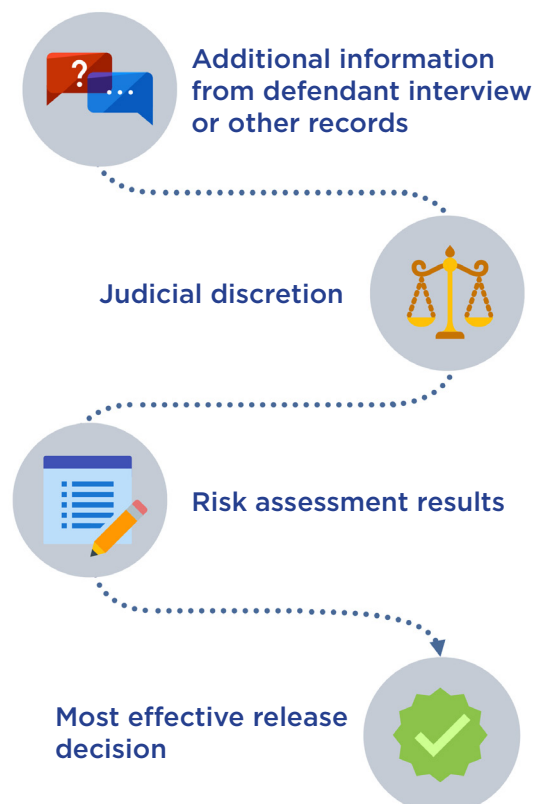 ?
...
Additional information
from defendant interview
or other records
Judicial discretion
Risk assessment results
Most effective release
decision